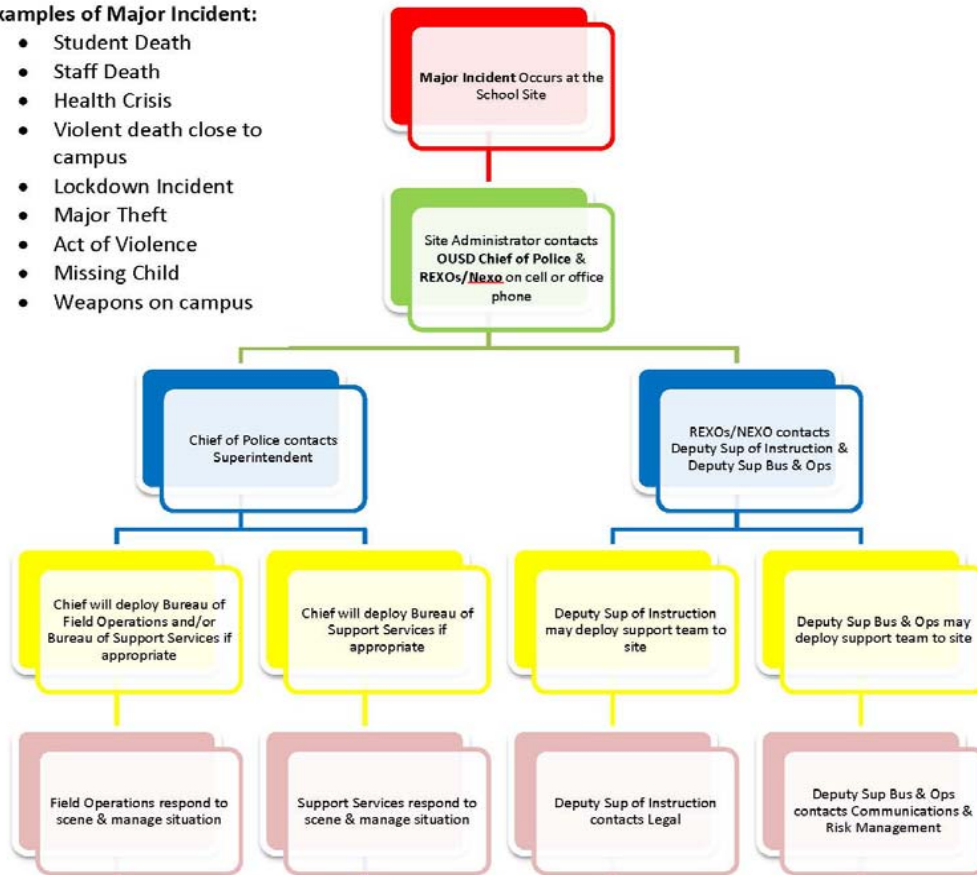 xamples of Major Incident:
• Student Death
• Staff Death
• Health Crisis
• Violent death close to
campus
• Lockdown Incident
• Major Theft
• Act of Violence
• Missing Child
• Weapons on campus
Major Incident Occurs at the
School Site
Site Administrator contacts
OUSD Chief of Police &
REXOs/Nexo on cell or office
phone
Chief of Police contacts
Superintendent
REXOs/NEXO contacts
Deputy Sup of Instruction &
Deputy Sup Bus & Ops
Chief will deploy Bureau of
Field Operations and/or
Bureau of Support Services if
appropriate
Chief will deploy Bureau of
Support Services if
appropriate
Deputy Sup of Instruction
may deploy support team to
site
Deputy Sup Bus & Ops may
deploy support team to site
Field Operations respond to
scene & manage situation
Support Services respond to
scene & manage situation
Deputy Sup of Instruction
contacts Legal
Deputy Sup Bus & Ops
contacts Communications &
Risk Management